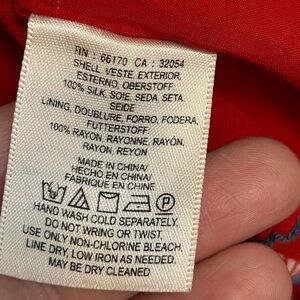 RN : 66170 CA : 32054
SHELL, VESTE, EXTERIOR,
ESTERNO, OBERSTOFF
100% SILK, SOIE, SEDA, SETA,
SEIDE
LINING, DOUBLURE, FORRO, FODERA,
FUTTERSTOFF:
100% RAYON, RAYONNE, RAYÓN,
RAYON, REYON
MADE IN CHINA/
HECHO EN CHINA/
FABRIQUE EN CHINE
P
HAND WASH COLD SEPARATELY.
DO NOT WRING OR TWIST
USE ONLY NON-CHLORINE BLEACH.
LINE DRY, LOW IRON AS NEEDED.
MAY BE DRY CLEANED